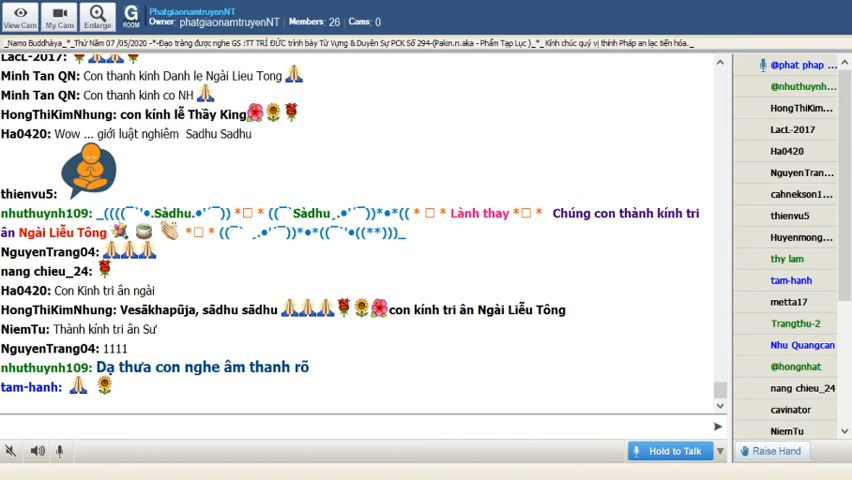 View Cam
My Cam
Enlarge
G
ROOM
PhatgiaonamtruyenNT
Owner: phatgiaonamtruyenNT | Members: 26 | Cams: 0
_Namo Buddhàya_*_Thứ Năm 07 /05/2020 -*-Đạo tràng được nghe GS :TT TRÍ ĐỨC trình bày Từ Vựng & Duyên Sự PCK Số 294-(Pakin.n.aka - Phẩm Tạp Lục )_*_ Kính chúc quý vị thính Pháp an lạc tiến hóa._
LacL-2017:
Minh Tan QN: Con thanh kinh Danh le Ngài Lieu Tong
Minh Tan QN: Con thanh kinh co NH
HongThiKimNhung: con kính lễ Thầy King
Ha0420: Wow ... giới luật nghiêm Sadhu Sadhu
thienvu5:
nhuthuynh109: _((((¯`'•.Sàdhu.•'´¯)) *□ * ((¯`Sàdhu¸.•'´¯))*•*(( * □ * Lành thay *□ * Chúng con thành kính tri
ân Ngài Liễu Tông *□ * ((¯` ¸.•'´¯))*•*((¯`'•((**)))_
NguyenTrang04:
nang chieu_24:
Ha0420: Con Kinh tri ân ngài
HongThiKimNhung: Vesākhapūja, sādhu sādhu con kính tri ân Ngài Liễu Tông
NiemTu: Thành kính tri ân Sư
NguyenTrang04: 1111
nhuthuynh109: Dạ thưa con nghe âm thanh rõ
tam-hanh:
@phat phap ...
@nhuthuynh...
HongThiKim...
LacL-2017
Ha0420
NguyenTran...
cahnekson1...
thienvu5
Huyenmong...
thy lam
tam-hanh
metta17
Trangthu-2
Nhu Quangcan
@hongnhat
nang chieu_24
cavinator
NiemTu
Hold to Talk
Raise Hand